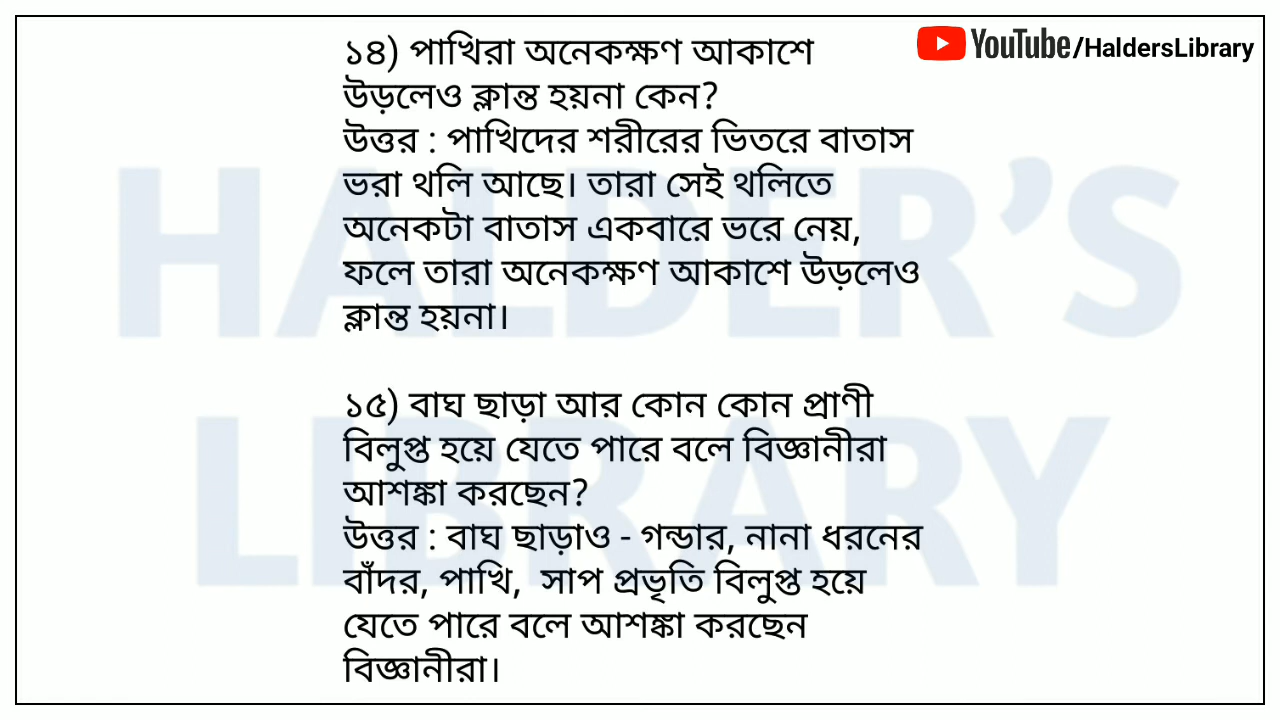 YouTube/HaldersLibrary
১৪) পাখিরা অনেকক্ষণ আকাশে
উড়লেও ক্লান্ত হয়না কেন?
উত্তর : পাখিদের শরীরের ভিতরে বাতাস
ভরা থলি আছে। তারা সেই থলিতে
অনেকটা বাতাস একবারে ভরে নেয়,
ফলে তারা অনেকক্ষণ আকাশে উড়লেও
ক্লান্ত হয়না।
১৫) বাঘ ছাড়া আর কোন কোন প্রাণী
বিলুপ্ত হয়ে যেতে পারে বলে বিজ্ঞানীরা
আশঙ্কা করছেন?
উত্তর : বাঘ ছাড়াও - গন্ডার, নানা ধরনের
বাঁদর, পাখি,  সাপ প্রভৃতি বিলুপ্ত হয়ে
যেতে পারে বলে আশঙ্কা করছেন
বিজ্ঞানীরা।
HALDER'S
LIBRARY